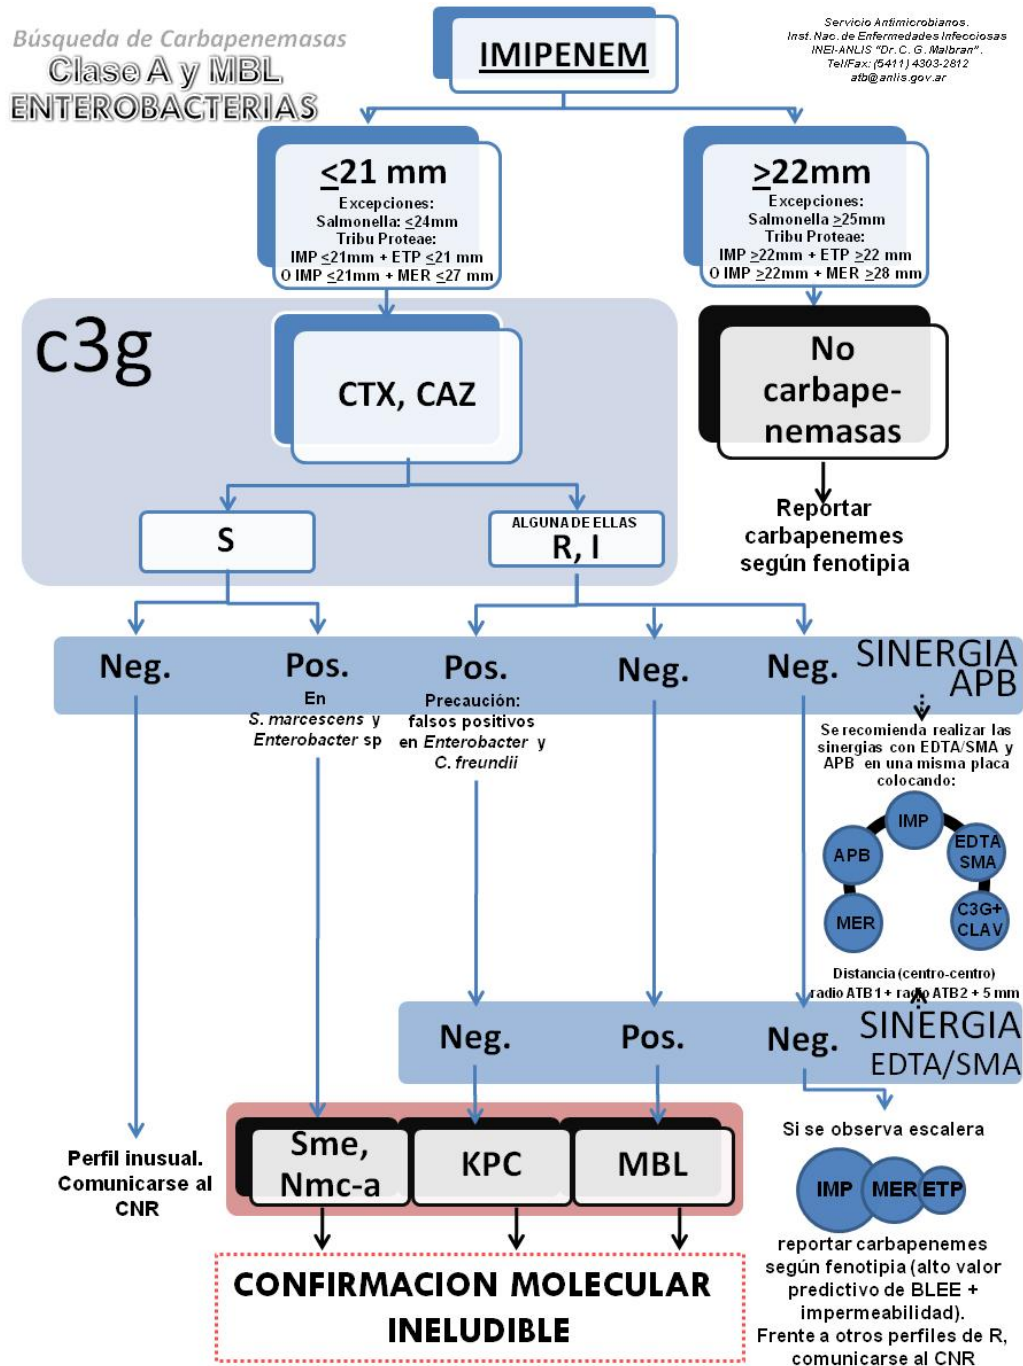 Búsqueda de Carbapenemasas
Clase A y MBL
ENTEROBACTERIAS
IMIPENEM
Servicio Antimicrobianos.
Inst. Nac. de Enfermedades Infecciosas
INEI-ANLIS "Dr. C. G. Malbran".
Tel/Fax: (5411) 4303-2812
atb@anlis.gov.ar
≤21 mm
Excepciones:
Salmonella: ≤24mm
Tribu Proteae:
IMP ≤21mm + ETP ≤21 mm
O IMP ≤21mm + MER ≤27 mm
≥22mm
Excepciones:
Salmonella ≥25mm
Tribu Proteae:
IMP ≥22mm + ETP ≥22 mm
O IMP ≥22mm + MER ≥28 mm
c3g
CTX, CAZ
No
carbape-
nemasas
S
ALGUNA DE ELLAS
R, I
Reportar
carbapenemes
según fenotipia
Neg.
Pos.
En
S. marcescens y
Enterobacter sp
Pos.
Precaución:
falsos positivos
en Enterobacter y
C. freundii
Neg.
Neg.
SINERGIA
APB
Se recomienda realizar las
sinergias con EDTA/SMA y
APB en una misma placa
colocando:
IMP
APB
EDTA
SMA
MER
C3G+
CLAV
Distancia (centro-centro)
radio ATB1 + radio ATB2 + 5 mm
Neg.
Pos.
Neg.
SINERGIA
EDTA/SMA
Perfil inusual.
Comunicarse al
CNR
Sme,
Nmc-a
KPC
MBL
Si se observa escalera
IMP
MER
ETP
reportar carbapenemes
según fenotipia (alto valor
predictivo de BLEE +
impermeabilidad).
Frente a otros perfiles de R,
comunicarse al CNR
CONFIRMACION MOLECULAR
INELUDIBLE